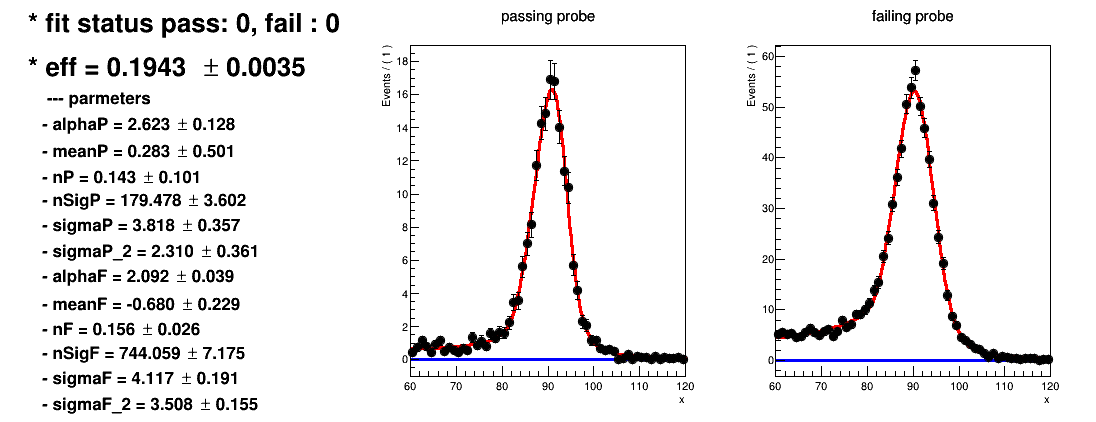 * fit status pass: 0, fail : 0
* eff = 0.1943 ± 0.0035
--- parmeters
- alphaP = 2.623 ± 0.128
- meanP = 0.283 ± 0.501
- nP = 0.143 ± 0.101
- nSigP = 179.478 ± 3.602
- sigmaP = 3.818 ± 0.357
- sigmaP_2 = 2.310 ± 0.361
- alphaF = 2.092 ± 0.039
- meanF = -0.680 ± 0.229
- nF = 0.156 ± 0.026
- nSigF = 744.059 ± 7.175
- sigmaF = 4.117 ± 0.191
- sigmaF_2 = 3.508 ± 0.155
passing probe
Events / ( 1 )
18
16
14
12
10
8
6
4
2
0
60 70 80 90 100 110 120
x
failing probe
Events / ( 1 )
60
50
40
30
20
10
0
60 70 80 90 100 110 120
x